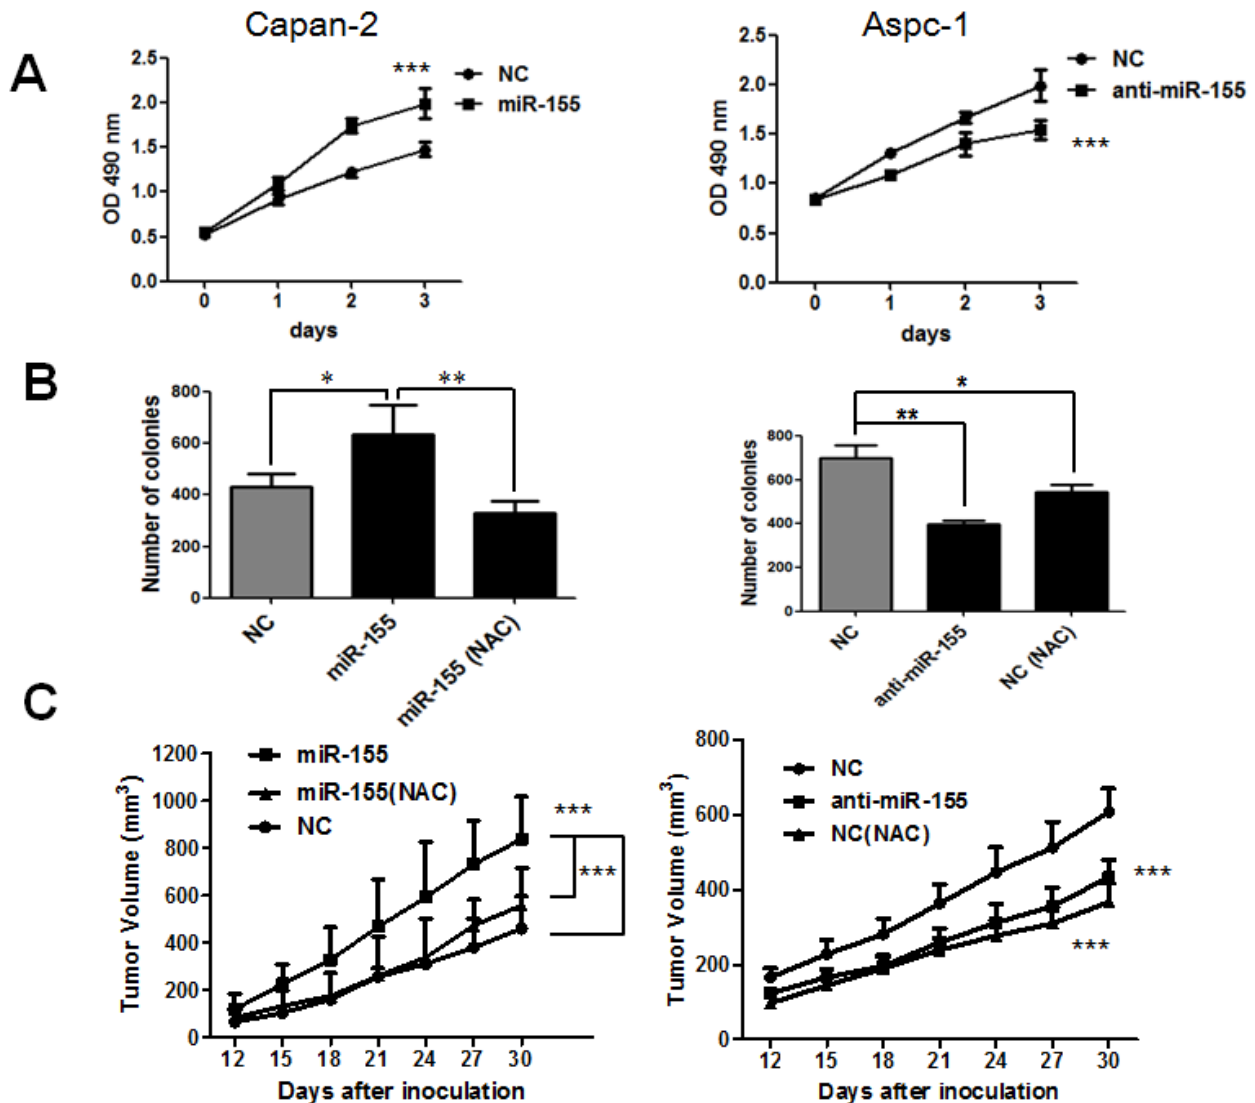 Capan-2
Aspc-1
A
2.5
2.0
1.5
1.0
0.5
0.0
OD 490 nm
0 1 2 3
days
***
NC
miR-155
2.5
2.0
1.5
1.0
0.5
0.0
OD 490 nm
0 1 2 3
days
NC
anti-miR-155
***
B
800
600
400
200
0
Number of colonies
* **
NC
miR-155
miR-155 (NAC)
800
600
400
200
0
Number of colonies
*
**
NC
anti-miR-155
NC (NAC)
C
1200
1000
800
600
400
200
0
Tumor Volume (mm³)
miR-155
miR-155(NAC)
NC
***
***
12 15 18 21 24 27 30
Days after inoculation
800
600
400
200
0
Tumor Volume (mm³)
NC
anti-miR-155
NC(NAC)
***
***
12 15 18 21 24 27 30
Days after inoculation